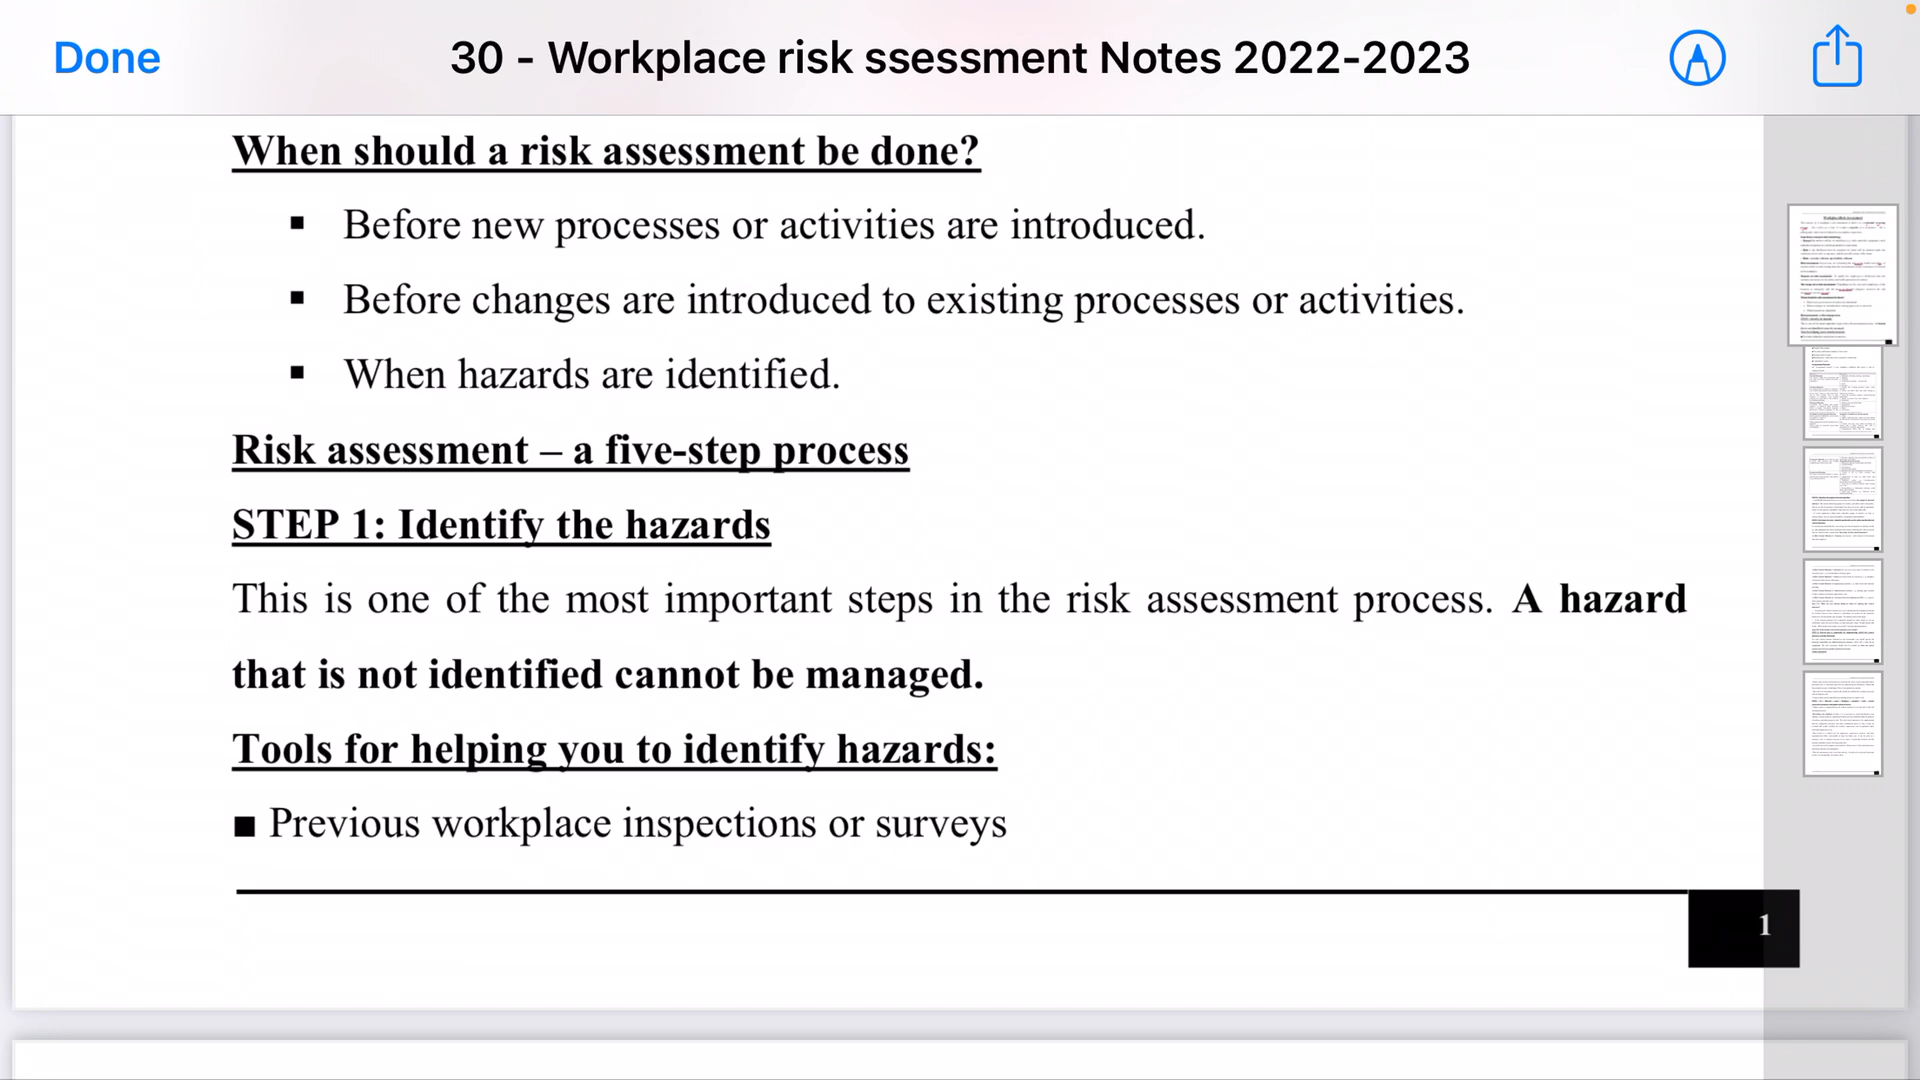 Done
30 - Workplace risk ssessment Notes 2022-2023
When should a risk assessment be done?
▪ Before new processes or activities are introduced.
▪ Before changes are introduced to existing processes or activities.
▪ When hazards are identified.
Risk assessment – a five-step process
STEP 1: Identify the hazards
This is one of the most important steps in the risk assessment process. A hazard
that is not identified cannot be managed.
Tools for helping you to identify hazards:
■ Previous workplace inspections or surveys
1